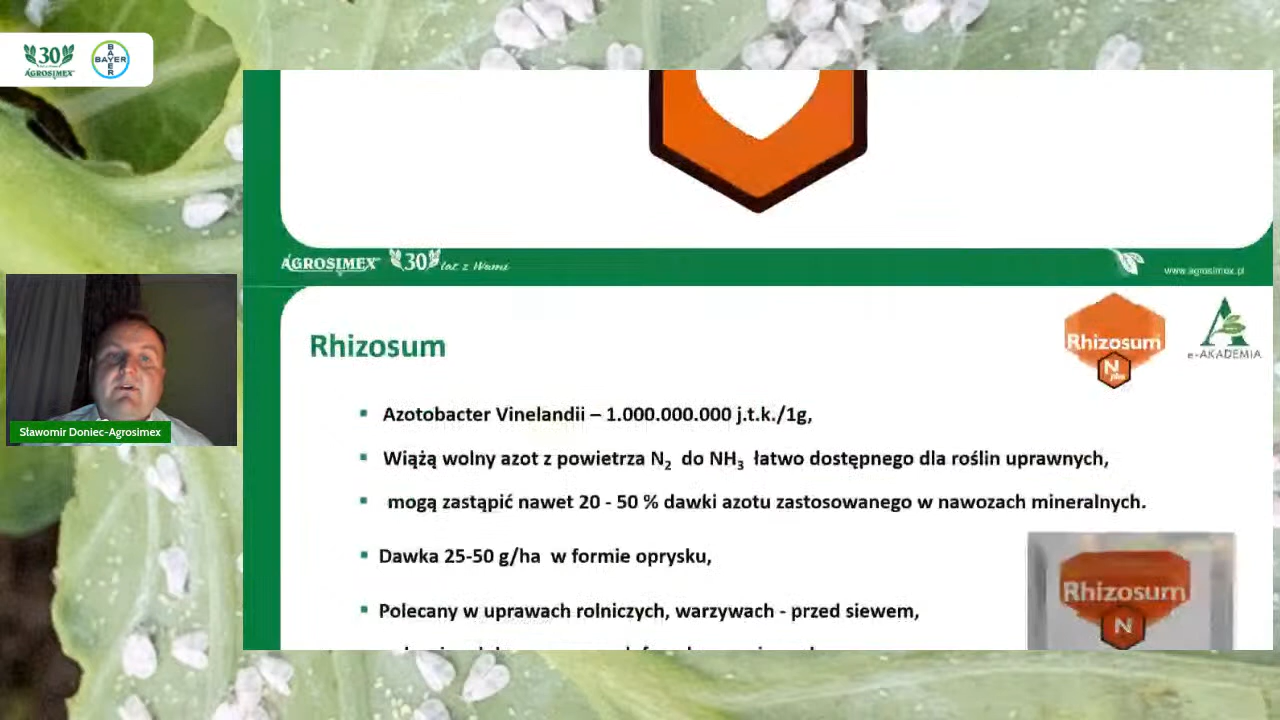 30
AGROSIMEX
BAYER
BAYER
AGROSIMEX 30 lat z Wami
www.agrosimex.pl
Rhizosum
Rhizosum
N
plus
A
e-AKADEMIA
Azotobacter Vinelandii – 1.000.000.000 j.t.k./1g,
Wiążą wolny azot z powietrza N₂ do NH₃ łatwo dostępnego dla roślin uprawnych,
mogą zastąpić nawet 20 - 50 % dawki azotu zastosowanego w nawozach mineralnych.
Dawka 25-50 g/ha w formie oprysku,
Polecany w uprawach rolniczych, warzywach - przed siewem,
Rhizosum
N
Sławomir Doniec-Agrosimex